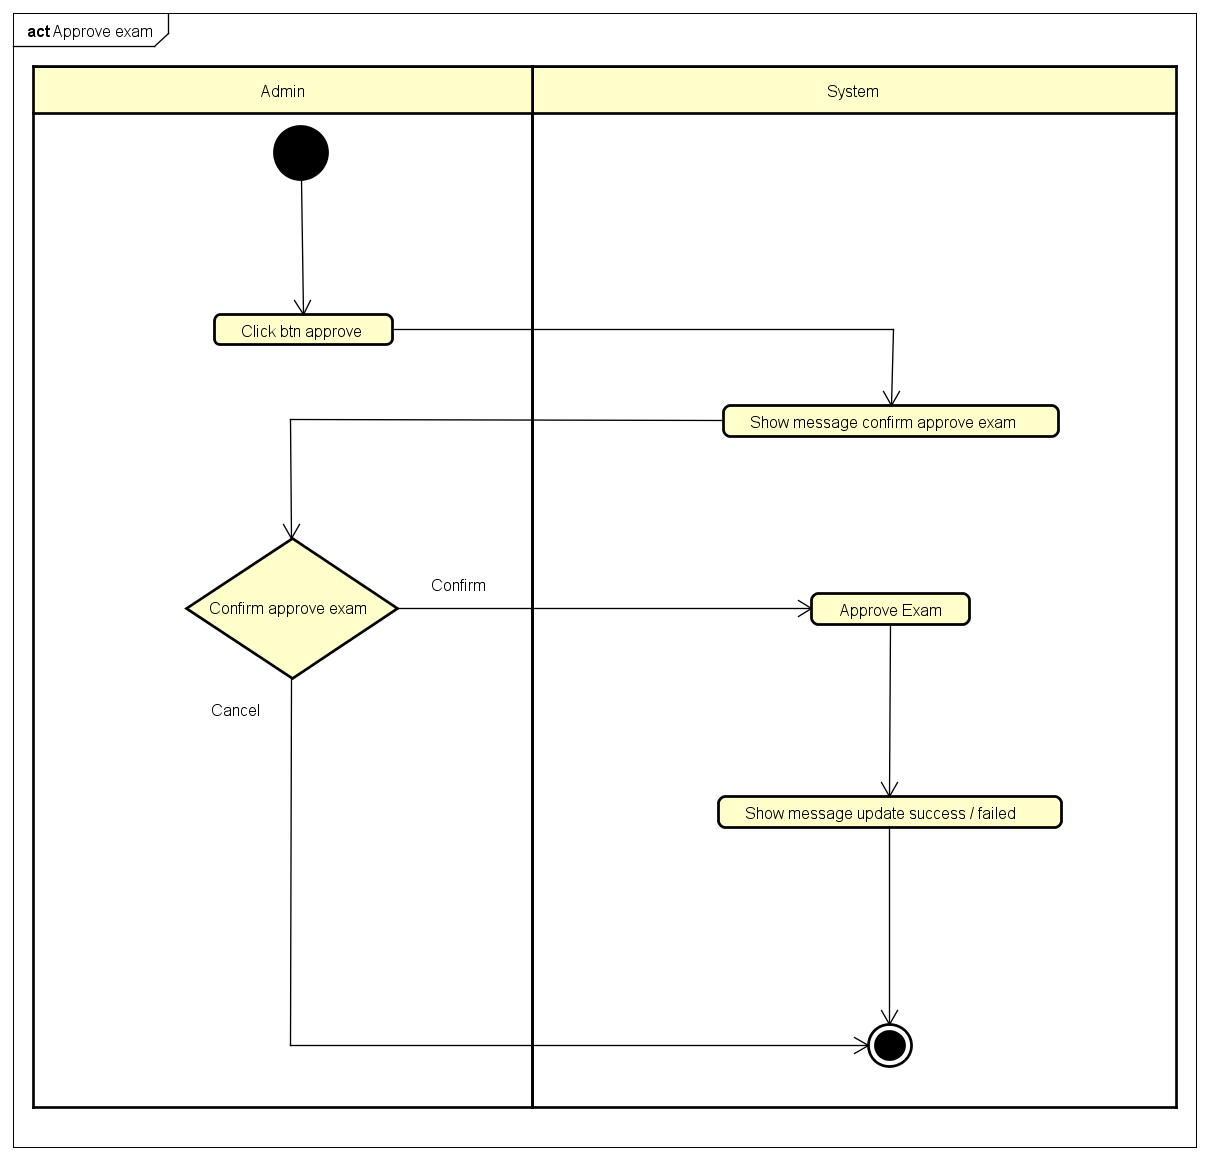 act Approve exam
Admin
System
Click btn approve
Show message confirm approve exam
Confirm
Confirm approve exam
Approve Exam
Cancel
Show message update success / failed